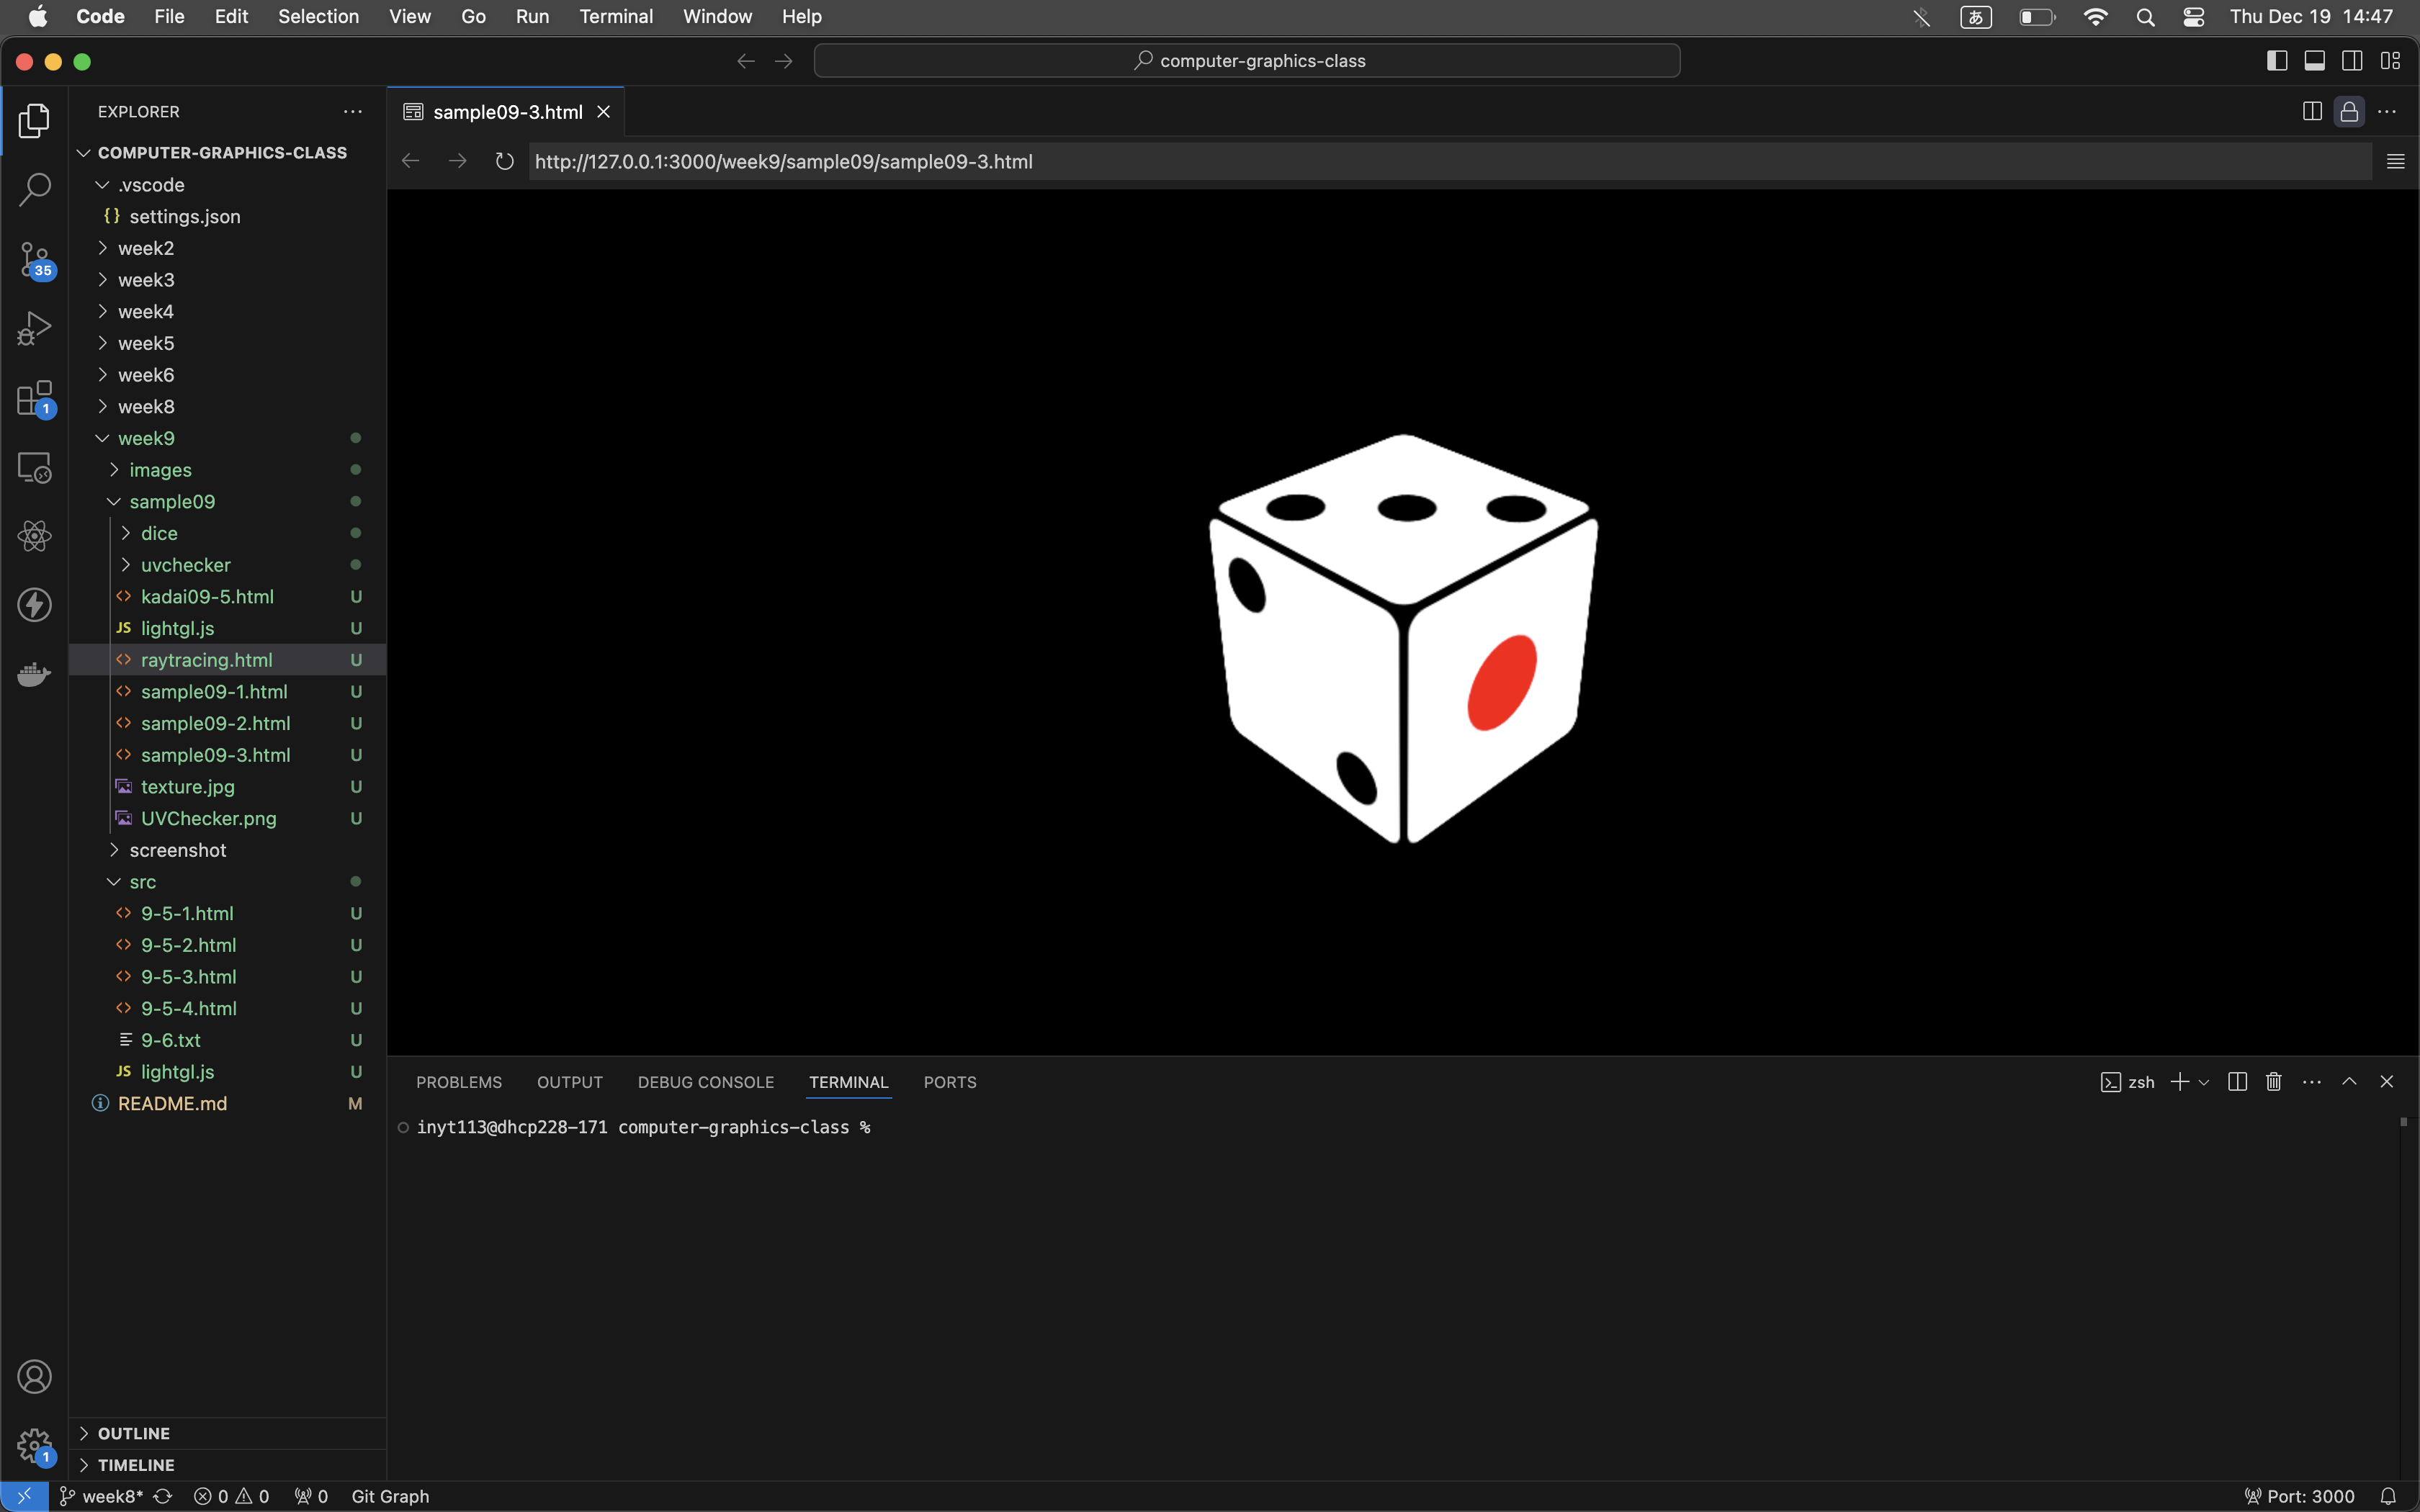 Code File Edit Selection View Go Run Terminal Window Help あ Thu Dec 19 14:47
computer-graphics-class
EXPLORER
sample09-3.html
COMPUTER-GRAPHICS-CLASS
http://127.0.0.1:3000/week9/sample09/sample09-3.html
.vscode
{} settings.json
week2
week3
35
week4
week5
week6
week8
1
week9
images
sample09
dice
uvchecker
kadai09-5.html U
JS lightgl.js U
raytracing.html U
sample09-1.html U
sample09-2.html U
sample09-3.html U
texture.jpg U
UVChecker.png U
screenshot
src
9-5-1.html U
9-5-2.html U
9-5-3.html U
9-5-4.html U
9-6.txt U
JS lightgl.js U
README.md M
PROBLEMS OUTPUT DEBUG CONSOLE TERMINAL PORTS zsh
inyt113@dhcp228-171 computer-graphics-class %
OUTLINE
1
TIMELINE
week8* 0 0 0 Git Graph Port: 3000